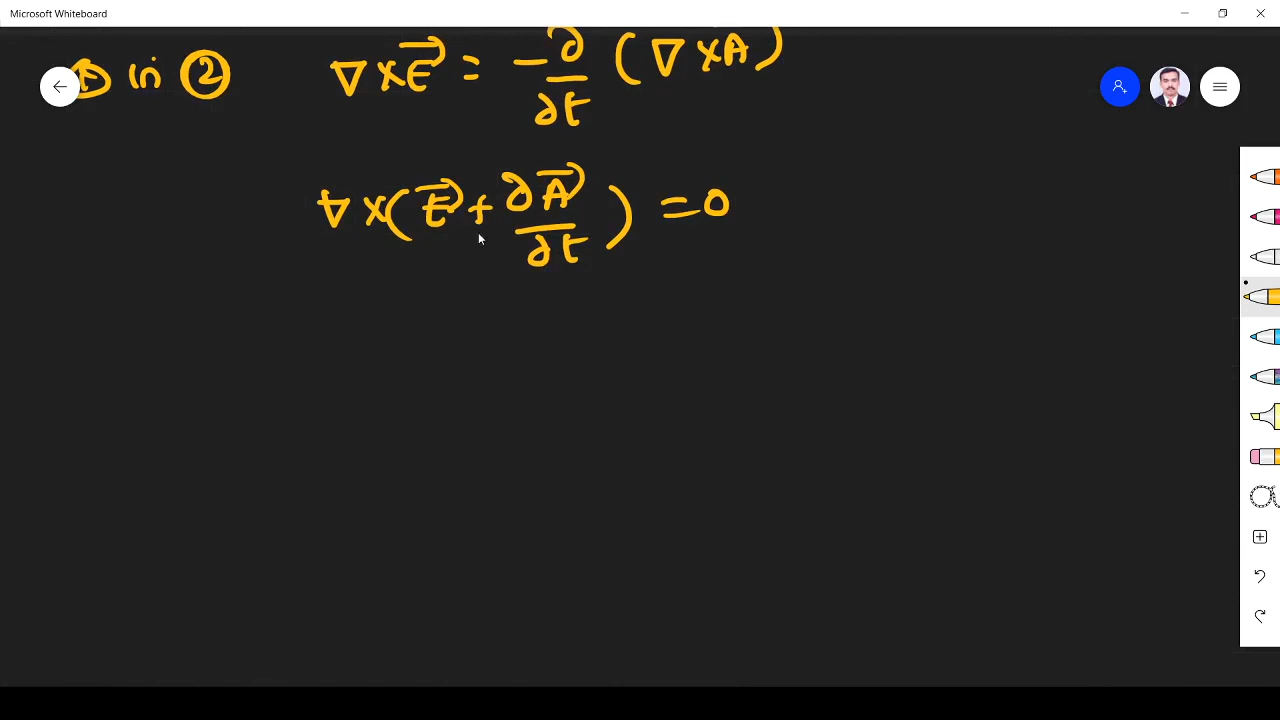 Microsoft Whiteboard
① in ② ∇×E⃗ = −∂/∂t (∇×A)
∇×(E⃗ + ∂A⃗/∂t) = 0